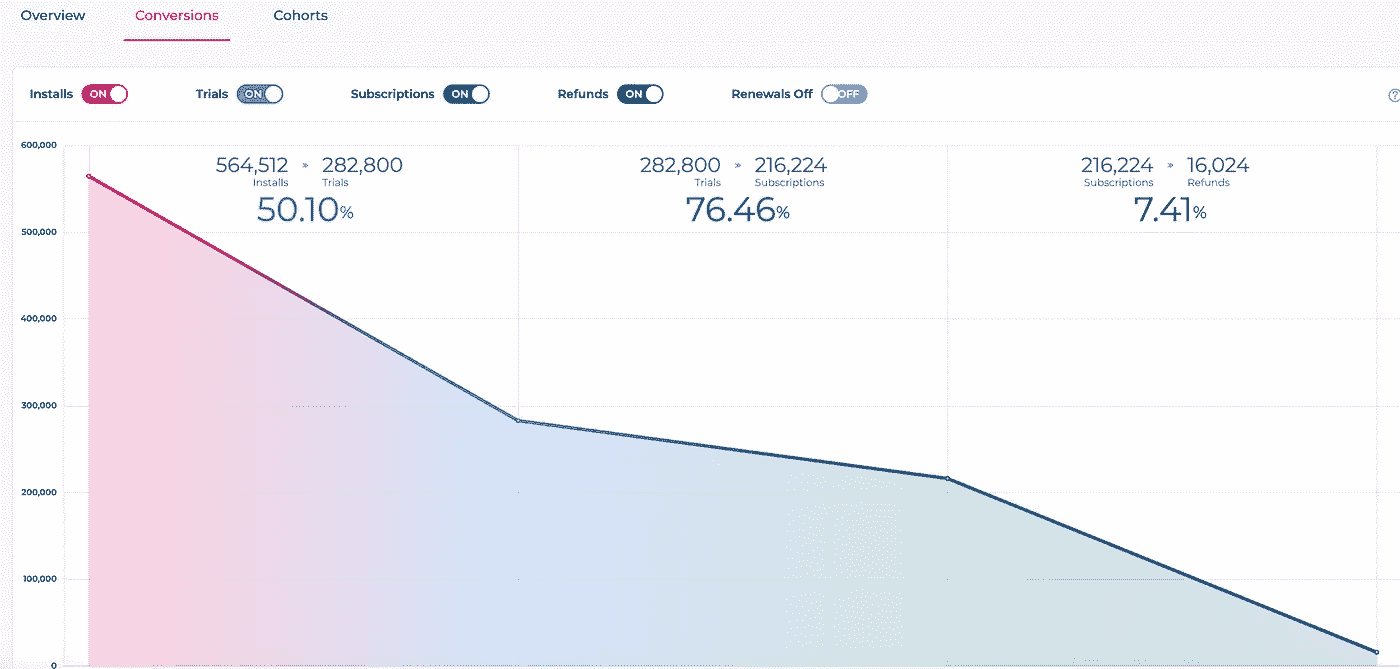 Overview Conversions Cohorts
Installs ON Trials ON Subscriptions ON Refunds ON Renewals Off OFF
?
600,000
564,512 » 282,800 282,800 » 216,224 216,224 » 16,024
Installs Trials Trials Subscriptions Subscriptions Refunds
50.10% 76.46% 7.41%
500,000
400,000
300,000
200,000
100,000
0